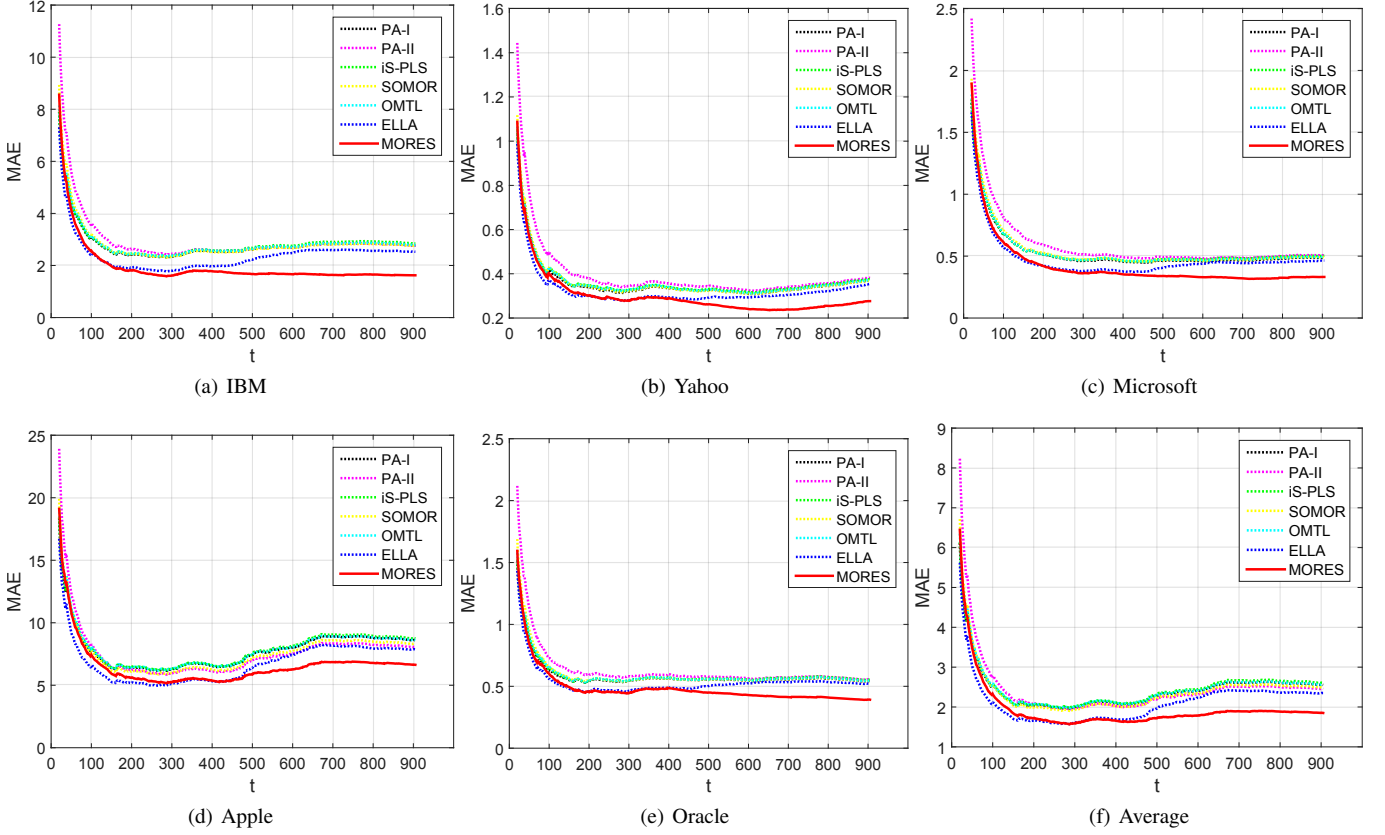 12
10
8
6
4
2
0
MAE
0 100 200 300 400 500 600 700 800 900
t
PA-I
PA-II
iS-PLS
SOMOR
OMTL
ELLA
MORES
(a) IBM
1.6
1.4
1.2
1
0.8
0.6
0.4
0.2
MAE
0 100 200 300 400 500 600 700 800 900
t
PA-I
PA-II
iS-PLS
SOMOR
OMTL
ELLA
MORES
(b) Yahoo
2.5
2
1.5
1
0.5
0
MAE
0 100 200 300 400 500 600 700 800 900
t
PA-I
PA-II
iS-PLS
SOMOR
OMTL
ELLA
MORES
(c) Microsoft
25
20
15
10
5
0
MAE
0 100 200 300 400 500 600 700 800 900
t
PA-I
PA-II
iS-PLS
SOMOR
OMTL
ELLA
MORES
(d) Apple
2.5
2
1.5
1
0.5
0
MAE
0 100 200 300 400 500 600 700 800 900
t
PA-I
PA-II
iS-PLS
SOMOR
OMTL
ELLA
MORES
(e) Oracle
9
8
7
6
5
4
3
2
1
MAE
0 100 200 300 400 500 600 700 800 900
t
PA-I
PA-II
iS-PLS
SOMOR
OMTL
ELLA
MORES
(f) Average